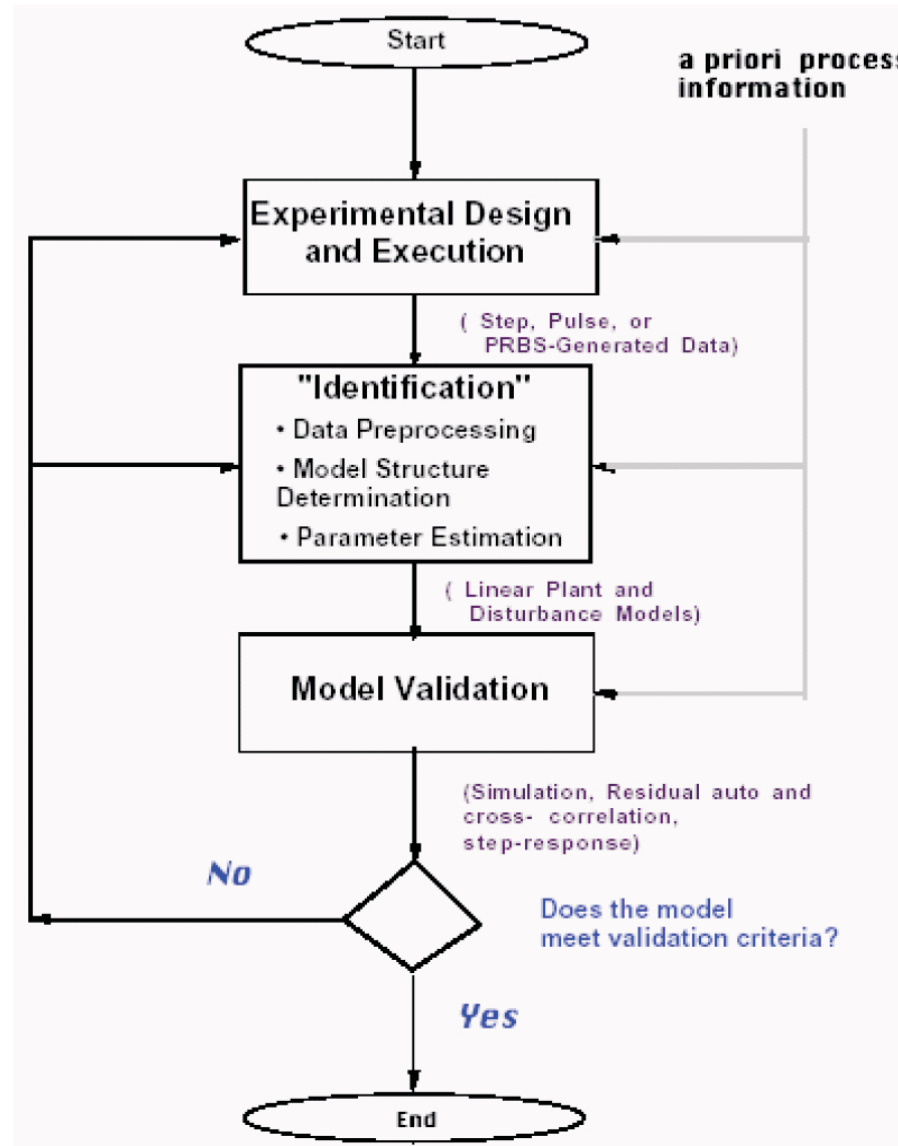 Start
a priori process
information
Experimental Design
and Execution
( Step, Pulse, or
PRBS-Generated Data)
"Identification"
• Data Preprocessing
• Model Structure
Determination
• Parameter Estimation
( Linear Plant and
Disturbance Models)
Model Validation
(Simulation, Residual auto and
cross- correlation,
step-response)
No
Does the model
meet validation criteria?
Yes
End